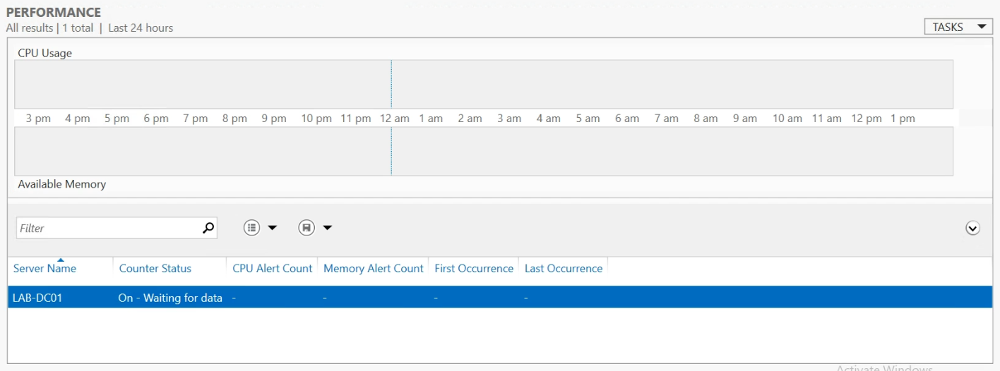 PERFORMANCE
All results | 1 total | Last 24 hours
TASKS
CPU Usage
3 pm 4 pm 5 pm 6 pm 7 pm 8 pm 9 pm 10 pm 11 pm 12 am 1 am 2 am 3 am 4 am 5 am 6 am 7 am 8 am 9 am 10 am 11 am 12 pm 1 pm
Available Memory
Filter
Server Name Counter Status CPU Alert Count Memory Alert Count First Occurrence Last Occurrence
LAB-DC01 On - Waiting for data - - - -
Activate Windows